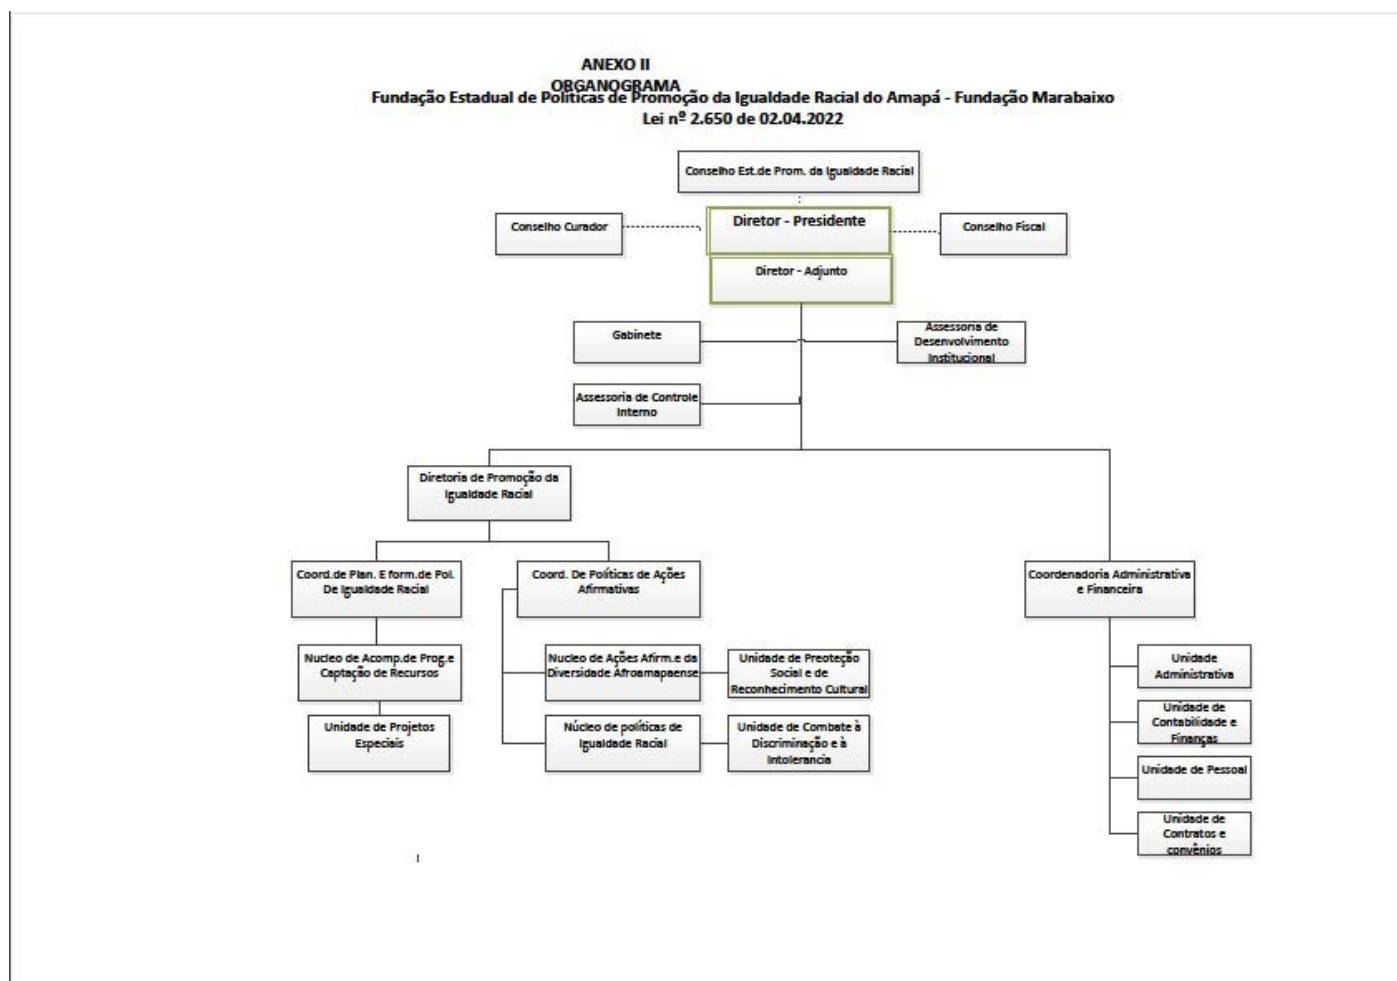 ANEXO II
ORGANOGRAMA
Fundação Estadual de Políticas de Promoção da Igualdade Racial do Amapá - Fundação Marabaixo
Lei nº 2.650 de 02.04.2022
Conselho Est.de Prom. da Igualdade Racial
Conselho Curador
Diretor - Presidente
Conselho Fiscal
Diretor - Adjunto
Gabinete
Assessoria de
Desenvolvimento
Institucional
Assessoria de Controle
Interno
Diretoria de Promoção da
Igualdade Racial
Coord.de Plan. E form.de Pol.
De Igualdade Racial
Coord. De Políticas de Ações
Afirmativas
Coordenadoria Administrativa
e Financeira
Nucleo de Acomp.de Prog.e
Captação de Recursos
Nucleo de Ações Afirm.e da
Diversidade Afroamapaense
Unidade de Preoteção
Social e de
Reconhecimento Cultural
Unidade
Administrativa
Unidade de Projetos
Especiais
Núcleo de políticas de
Igualdade Racial
Unidade de Combate à
Discriminação e à
Intolerancia
Unidade de
Contabilidade e
Finanças
Unidade de Pessoal
Unidade de
Contratos e
convênios